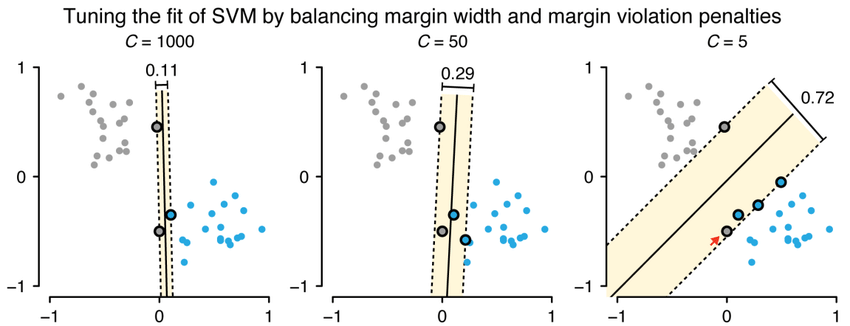 Tuning the fit of SVM by balancing margin width and margin violation penalties
C = 1000 C = 50 C = 5
0.11 0.29 0.72
1 1 1
0 0 0
−1 −1 −1
−1 0 1 −1 0 1 −1 0 1